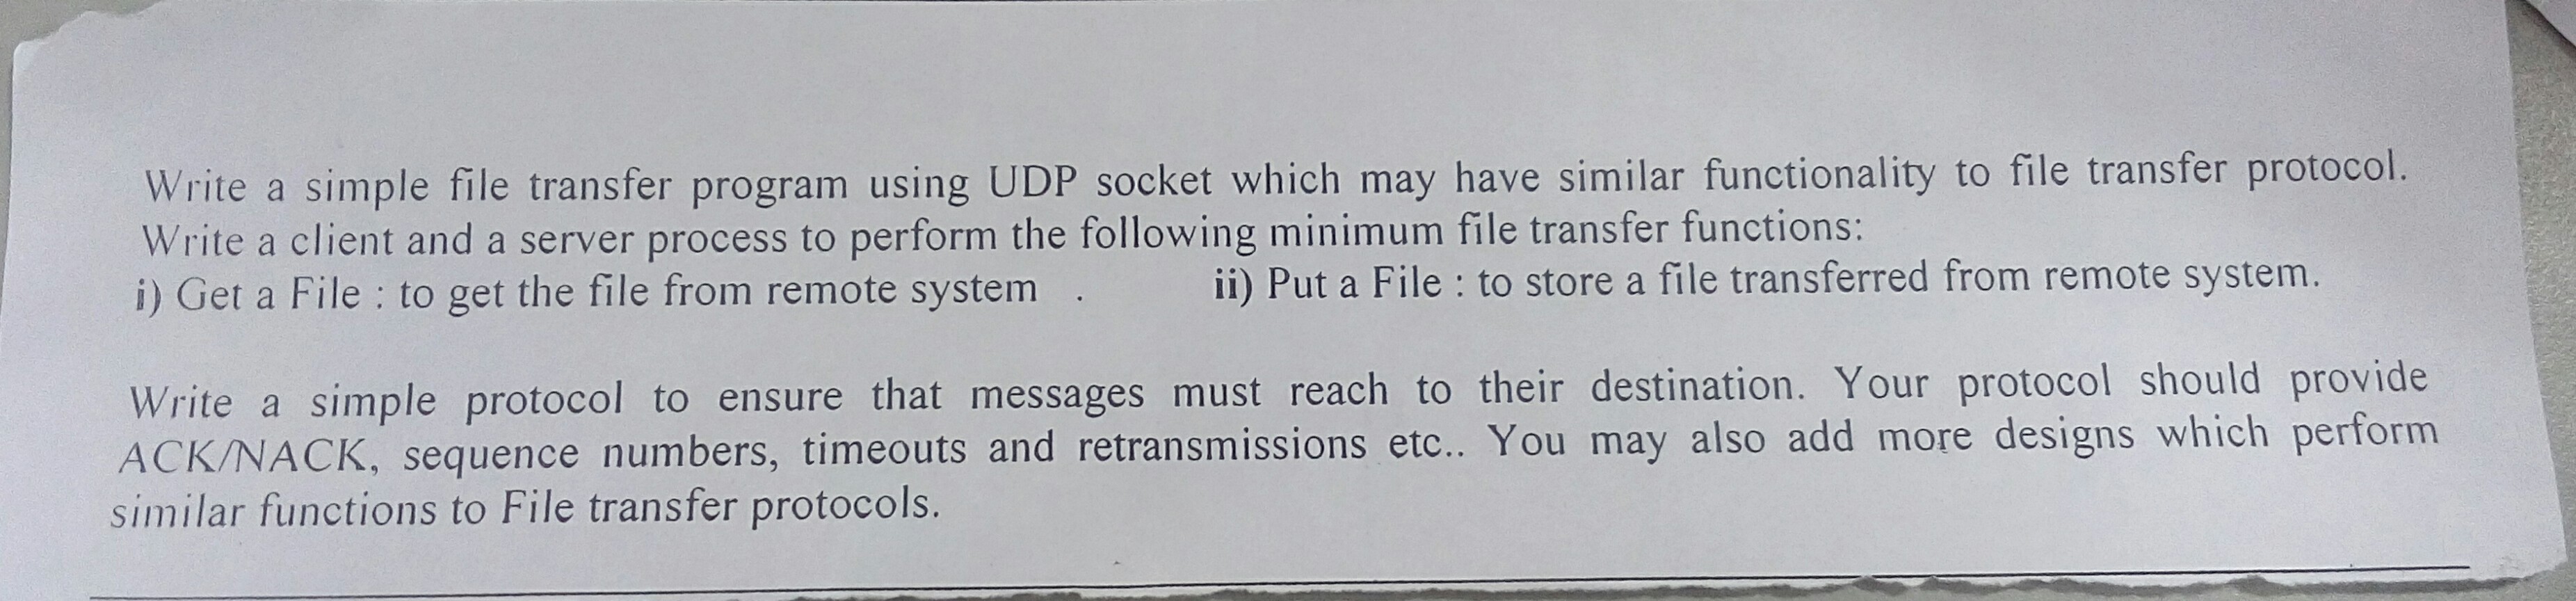 Write a simple file transfer program using UDP socket which may have similar functionality to file transfer protocol.
Write a client and a server process to perform the following minimum file transfer functions:
i) Get a File : to get the file from remote system . ii) Put a File : to store a file transferred from remote system.
Write a simple protocol to ensure that messages must reach to their destination. Your protocol should provide
ACK/NACK, sequence numbers, timeouts and retransmissions etc.. You may also add more designs which perform
similar functions to File transfer protocols.